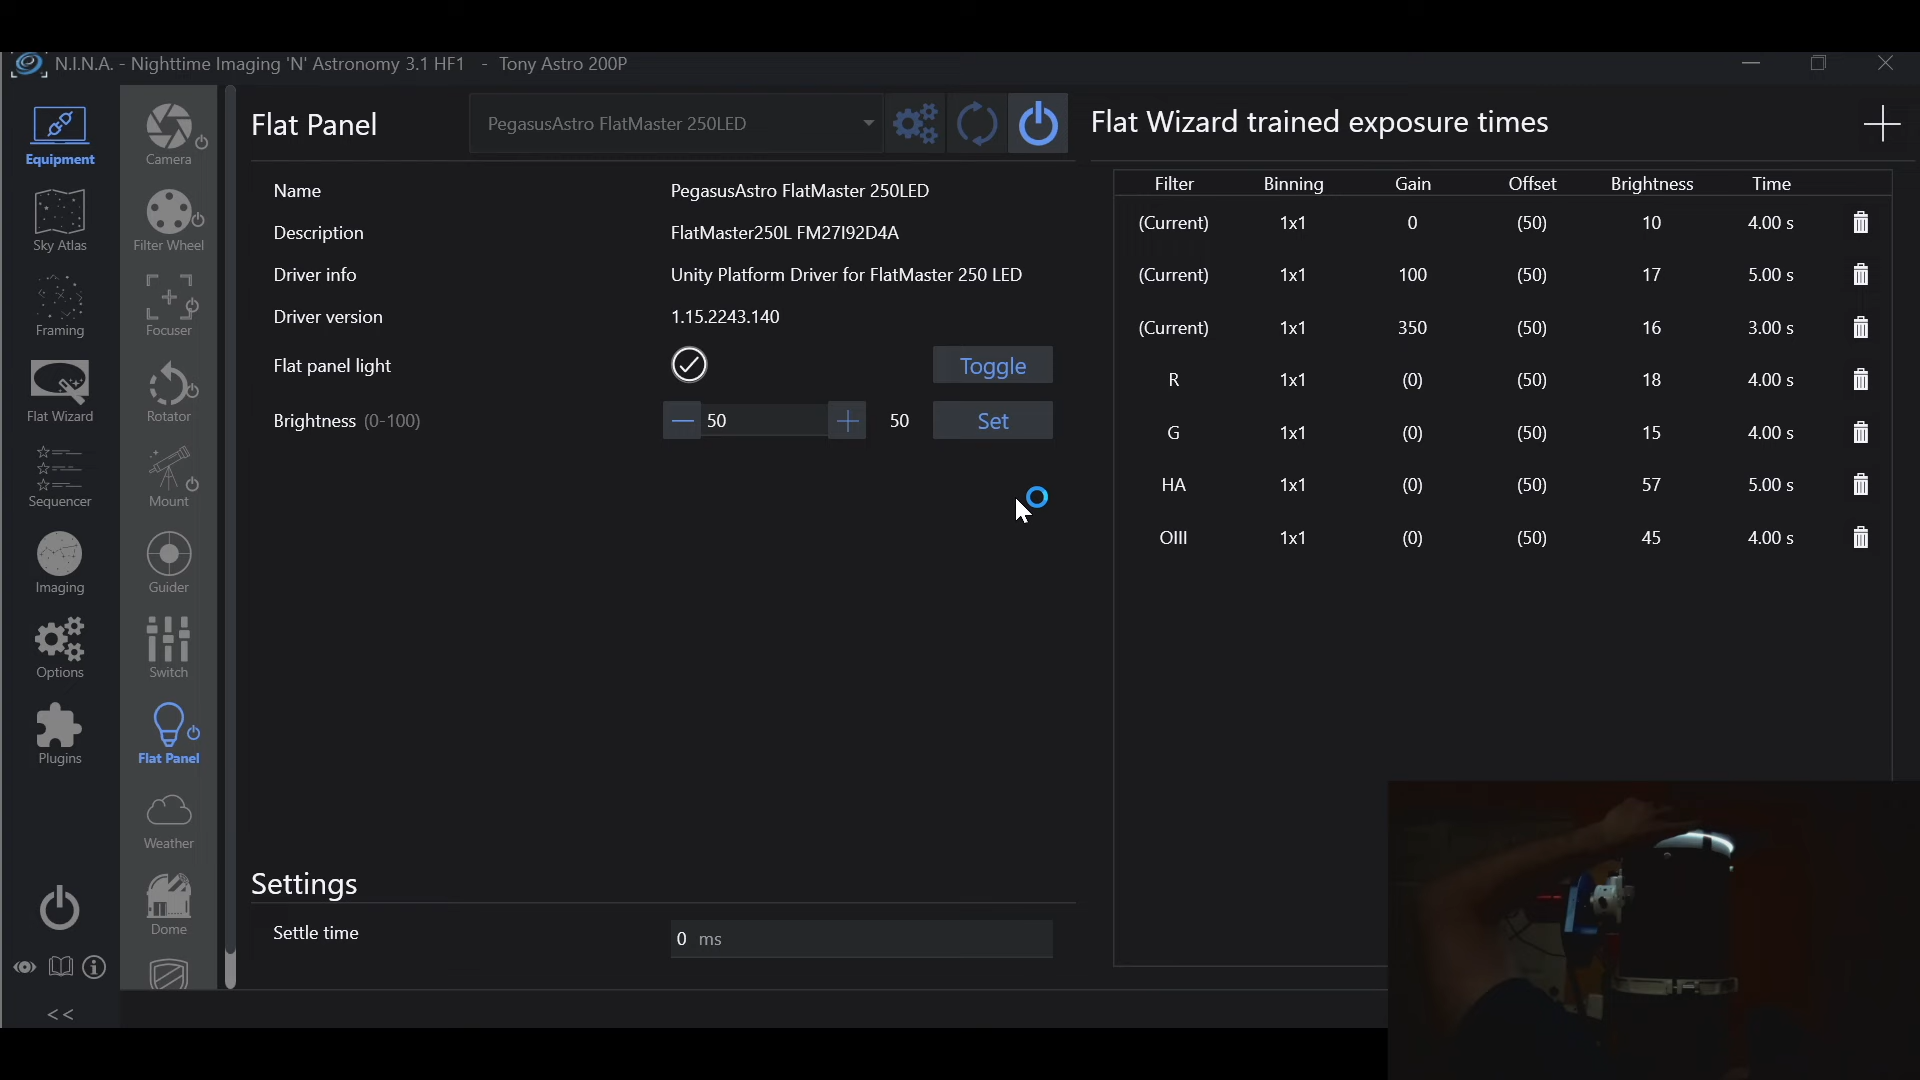 N.I.N.A. - Nighttime Imaging 'N' Astronomy 3.1 HF1 - Tony Astro 200P
Equipment
Sky Atlas
Framing
Flat Wizard
Sequencer
Imaging
Options
Plugins
<<
Camera
Filter Wheel
Focuser
Rotator
Mount
Guider
Switch
Flat Panel
Weather
Dome
Flat Panel
PegasusAstro FlatMaster 250LED
Name PegasusAstro FlatMaster 250LED
Description FlatMaster250L FM27I92D4A
Driver info Unity Platform Driver for FlatMaster 250 LED
Driver version 1.15.2243.140
Flat panel light Toggle
Brightness (0-100) 50 50 Set
Settings
Settle time 0 ms
Flat Wizard trained exposure times
Filter Binning Gain Offset Brightness Time
(Current) 1x1 0 (50) 10 4.00 s
(Current) 1x1 100 (50) 17 5.00 s
(Current) 1x1 350 (50) 16 3.00 s
R 1x1 (0) (50) 18 4.00 s
G 1x1 (0) (50) 15 4.00 s
HA 1x1 (0) (50) 57 5.00 s
OIII 1x1 (0) (50) 45 4.00 s